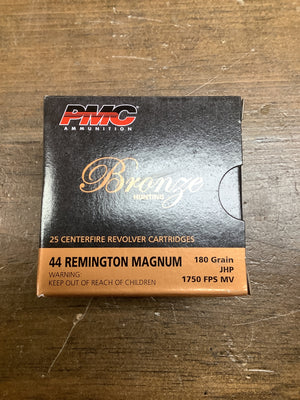 PMC
AMMUNITION
Bronze
HUNTING
25 CENTERFIRE REVOLVER CARTRIDGES
44 REMINGTON MAGNUM 180 Grain
JHP
WARNING:
KEEP OUT OF REACH OF CHILDREN 1750 FPS MV